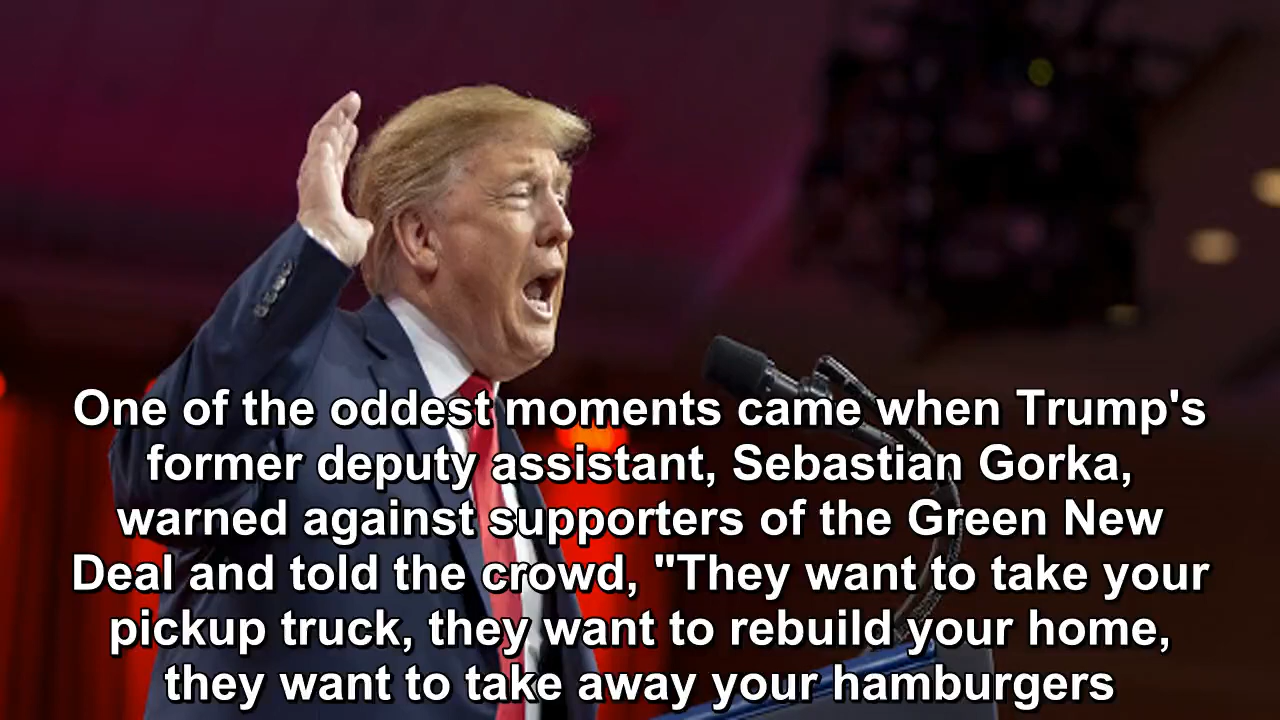 One of the oddest moments came when Trump's
former deputy assistant, Sebastian Gorka,
warned against supporters of the Green New
Deal and told the crowd, "They want to take your
pickup truck, they want to rebuild your home,
they want to take away your hamburgers